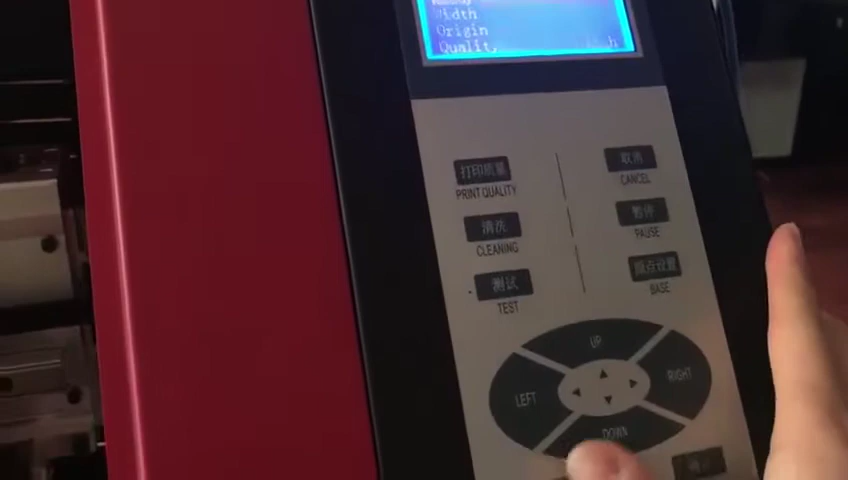 Width
Origin
打印质量
PRINT QUALITY
取消
CANCEL
清洗
CLEANING
暂停
PAUSE
测试
TEST
原点设置
BASE
UP
LEFT
RIGHT
DOWN